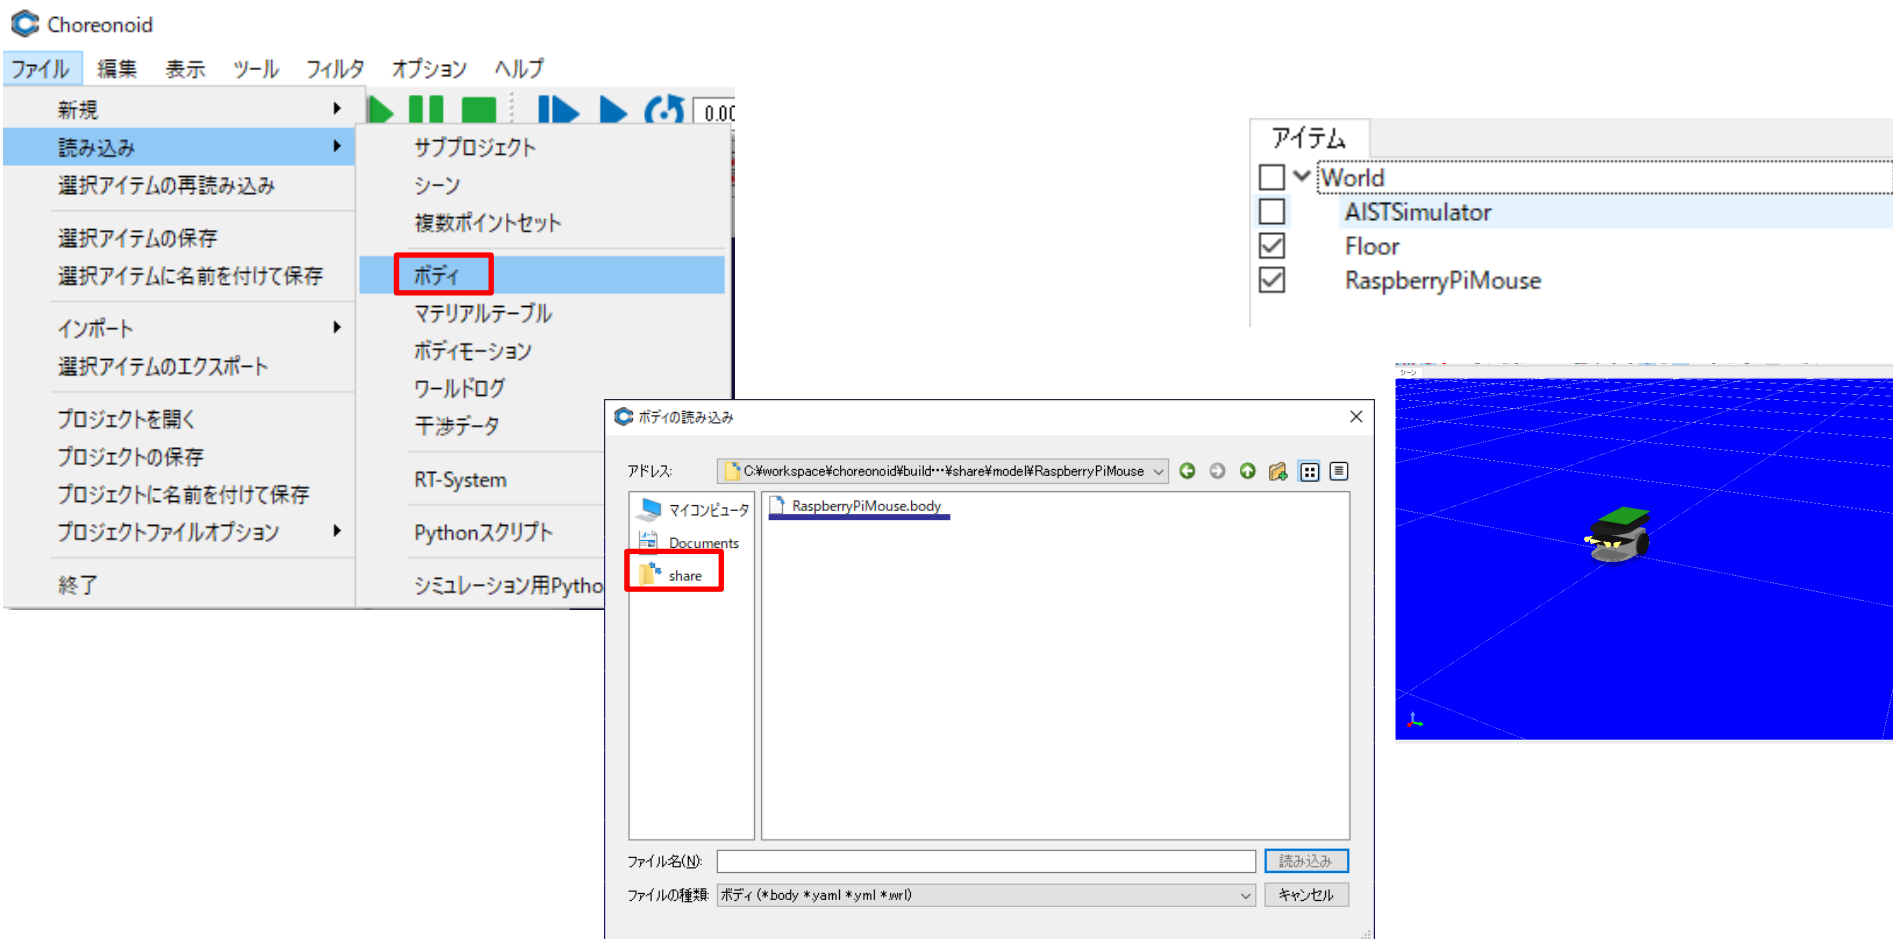 Choreonoid
ファイル 編集 表示 ツール フィルタ オプション ヘルプ
新規
読み込み
選択アイテムの再読み込み
選択アイテムの保存
選択アイテムに名前を付けて保存
インポート
選択アイテムのエクスポート
プロジェクトを開く
プロジェクトの保存
プロジェクトに名前を付けて保存
プロジェクトファイルオプション
終了
0.00
サブプロジェクト
シーン
複数ポイントセット
ボディ
マテリアルテーブル
ボディモーション
ワールドログ
干渉データ
RT-System
Pythonスクリプト
シミュレーション用Pytho
ボディの読み込み
アドレス:
C:¥workspace¥choreonoid¥build…¥share¥model¥RaspberryPiMouse
マイコンピュータ
Documents
share
RaspberryPiMouse.body
ファイル名(N):
読み込み
ファイルの種類:
ボディ (*.body *.yaml *.yml *.wrl)
キャンセル
アイテム
World
AISTSimulator
Floor
RaspberryPiMouse
シーン